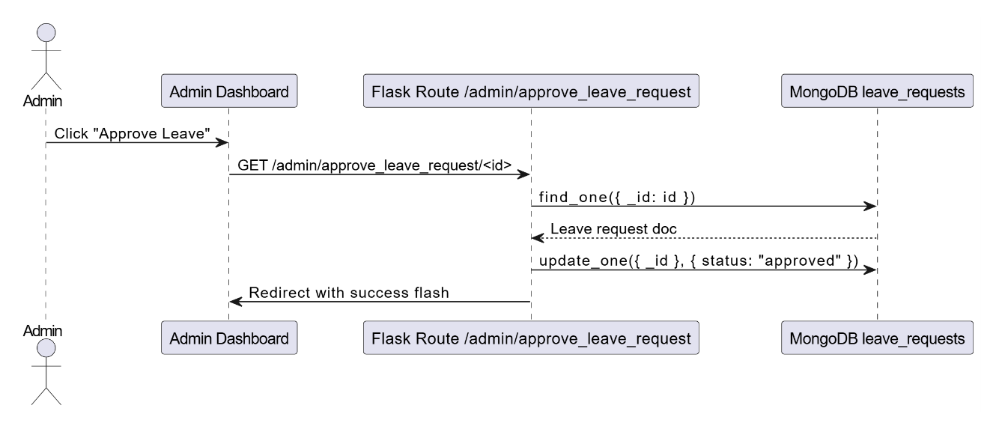 Admin
Admin Dashboard
Flask Route /admin/approve_leave_request
MongoDB leave_requests
Click "Approve Leave"
GET /admin/approve_leave_request/<id>
find_one({ _id: id })
Leave request doc
update_one({ _id }, { status: "approved" })
Redirect with success flash
Admin
Admin Dashboard
Flask Route /admin/approve_leave_request
MongoDB leave_requests